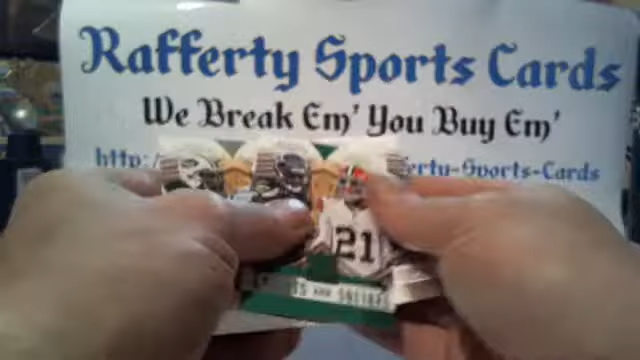 Rafferty Sports Cards
We Break Em' You Buy Em'
http:/ erty-Sports-Cards
21